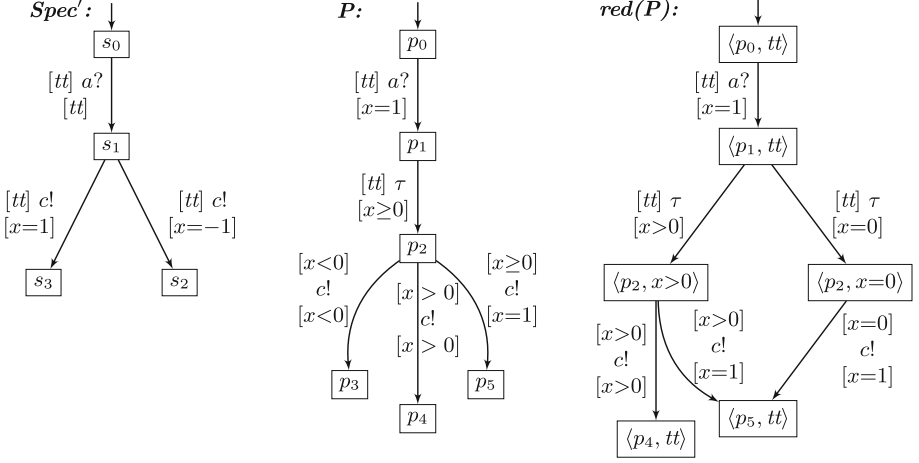 Spec′:
s0
[tt] a?
[tt]
s1
[tt] c!
[x=1]
[tt] c!
[x=−1]
s3
s2
P:
p0
[tt] a?
[x=1]
p1
[tt] τ
[x≥0]
p2
[x<0]
c!
[x<0]
[x > 0]
c!
[x > 0]
[x≥0]
c!
[x=1]
p3
p5
p4
red(P):
⟨p0, tt⟩
[tt] a?
[x=1]
⟨p1, tt⟩
[tt] τ
[x>0]
[tt] τ
[x=0]
⟨p2, x>0⟩
⟨p2, x=0⟩
[x>0]
c!
[x>0]
[x>0]
c!
[x=1]
[x=0]
c!
[x=1]
⟨p4, tt⟩
⟨p5, tt⟩